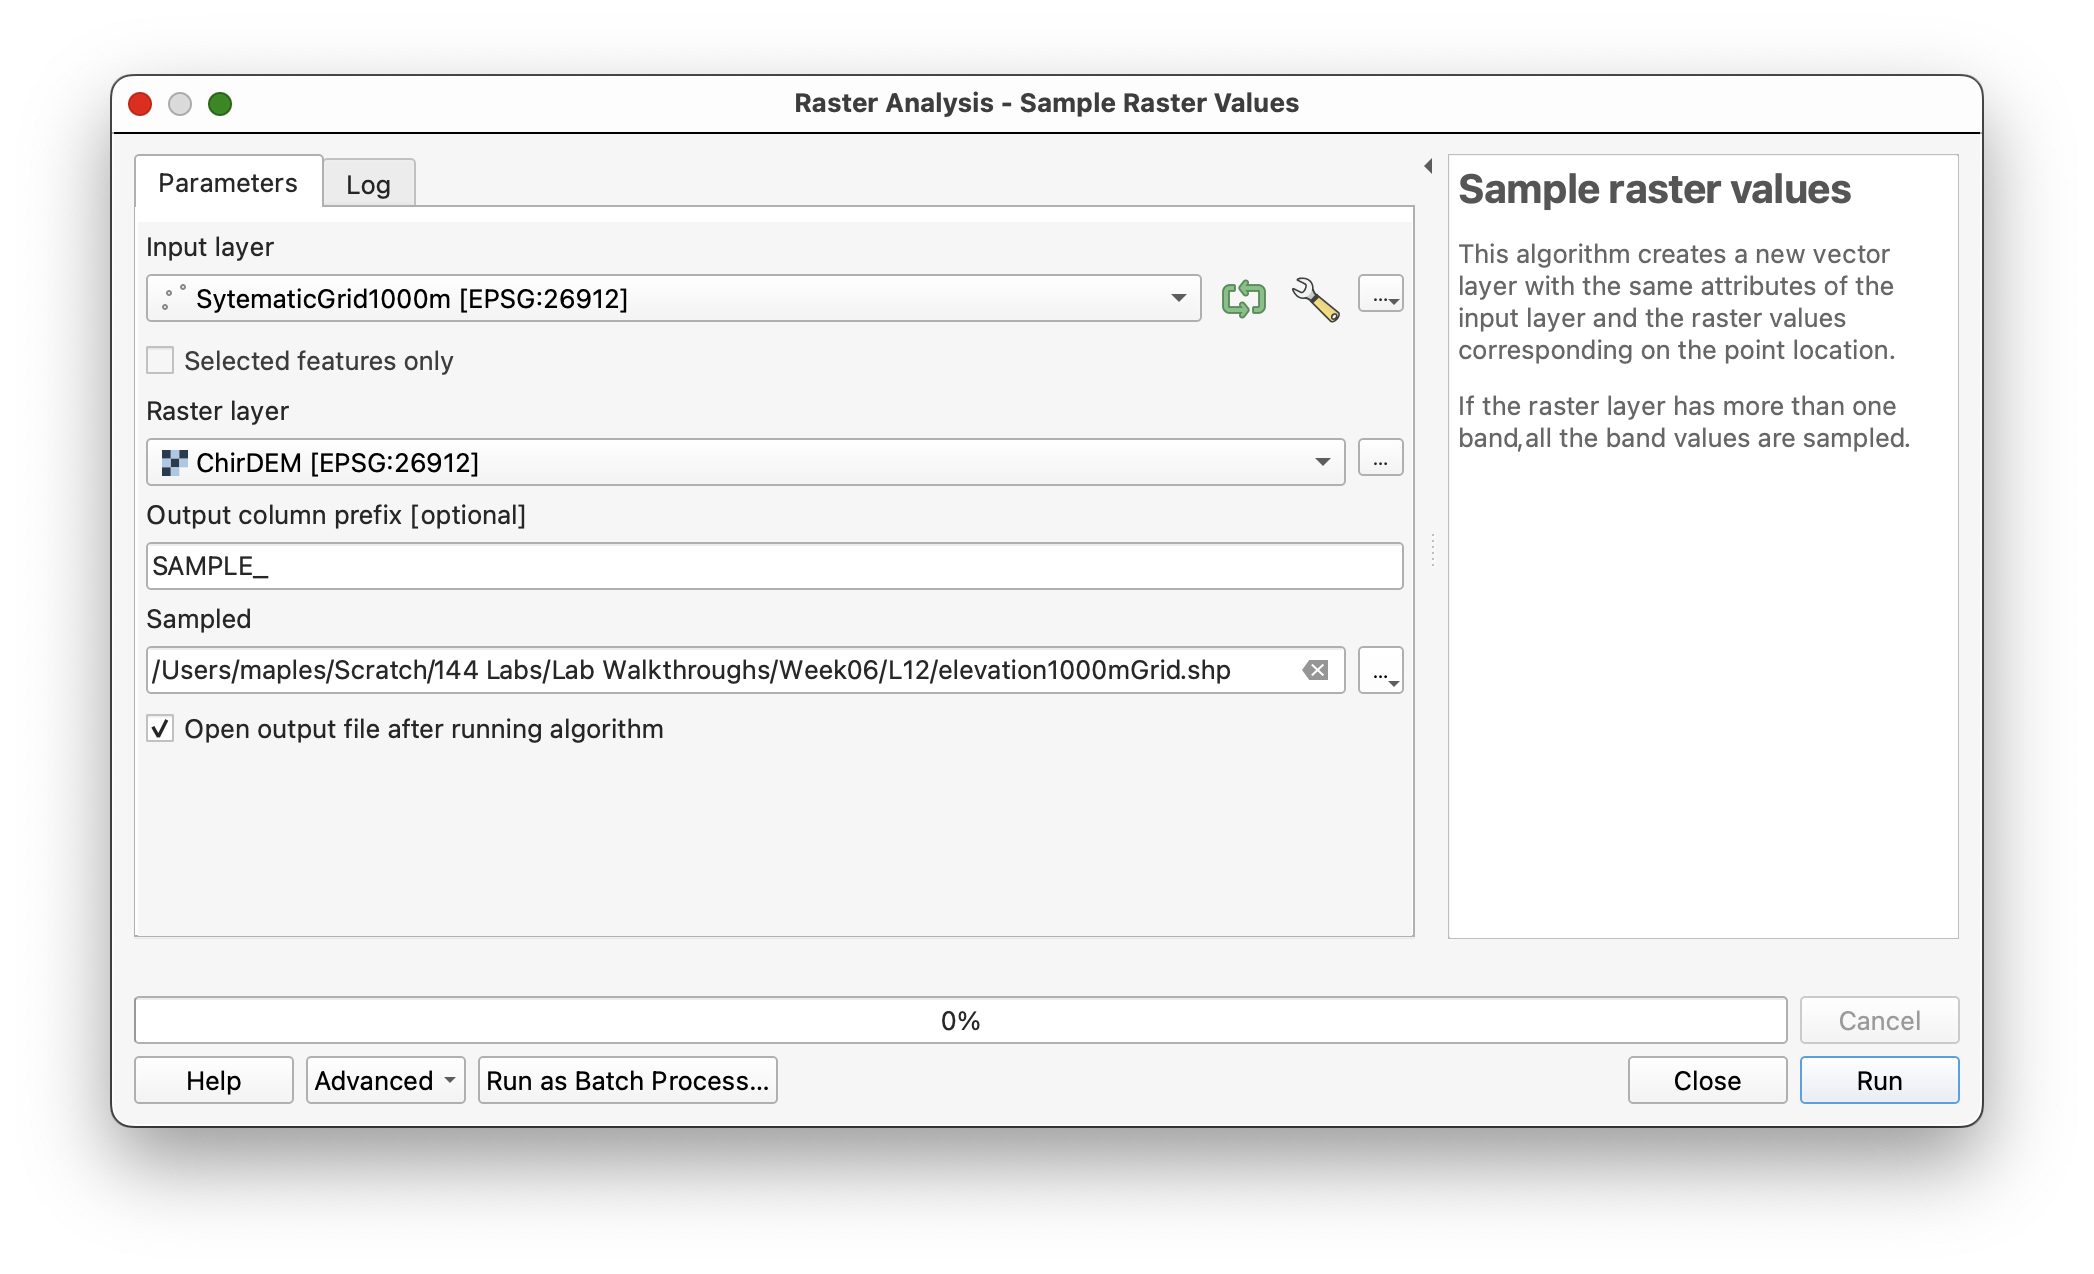 Raster Analysis - Sample Raster Values
Parameters
Log
Input layer
SytematicGrid1000m [EPSG:26912]
...
Selected features only
Raster layer
ChirDEM [EPSG:26912]
...
Output column prefix [optional]
SAMPLE_
Sampled
/Users/maples/Scratch/144 Labs/Lab Walkthroughs/Week06/L12/elevation1000mGrid.shp
...
Open output file after running algorithm
Sample raster values
This algorithm creates a new vector
layer with the same attributes of the
input layer and the raster values
corresponding on the point location.
If the raster layer has more than one
band,all the band values are sampled.
0%
Cancel
Help
Advanced
Run as Batch Process...
Close
Run